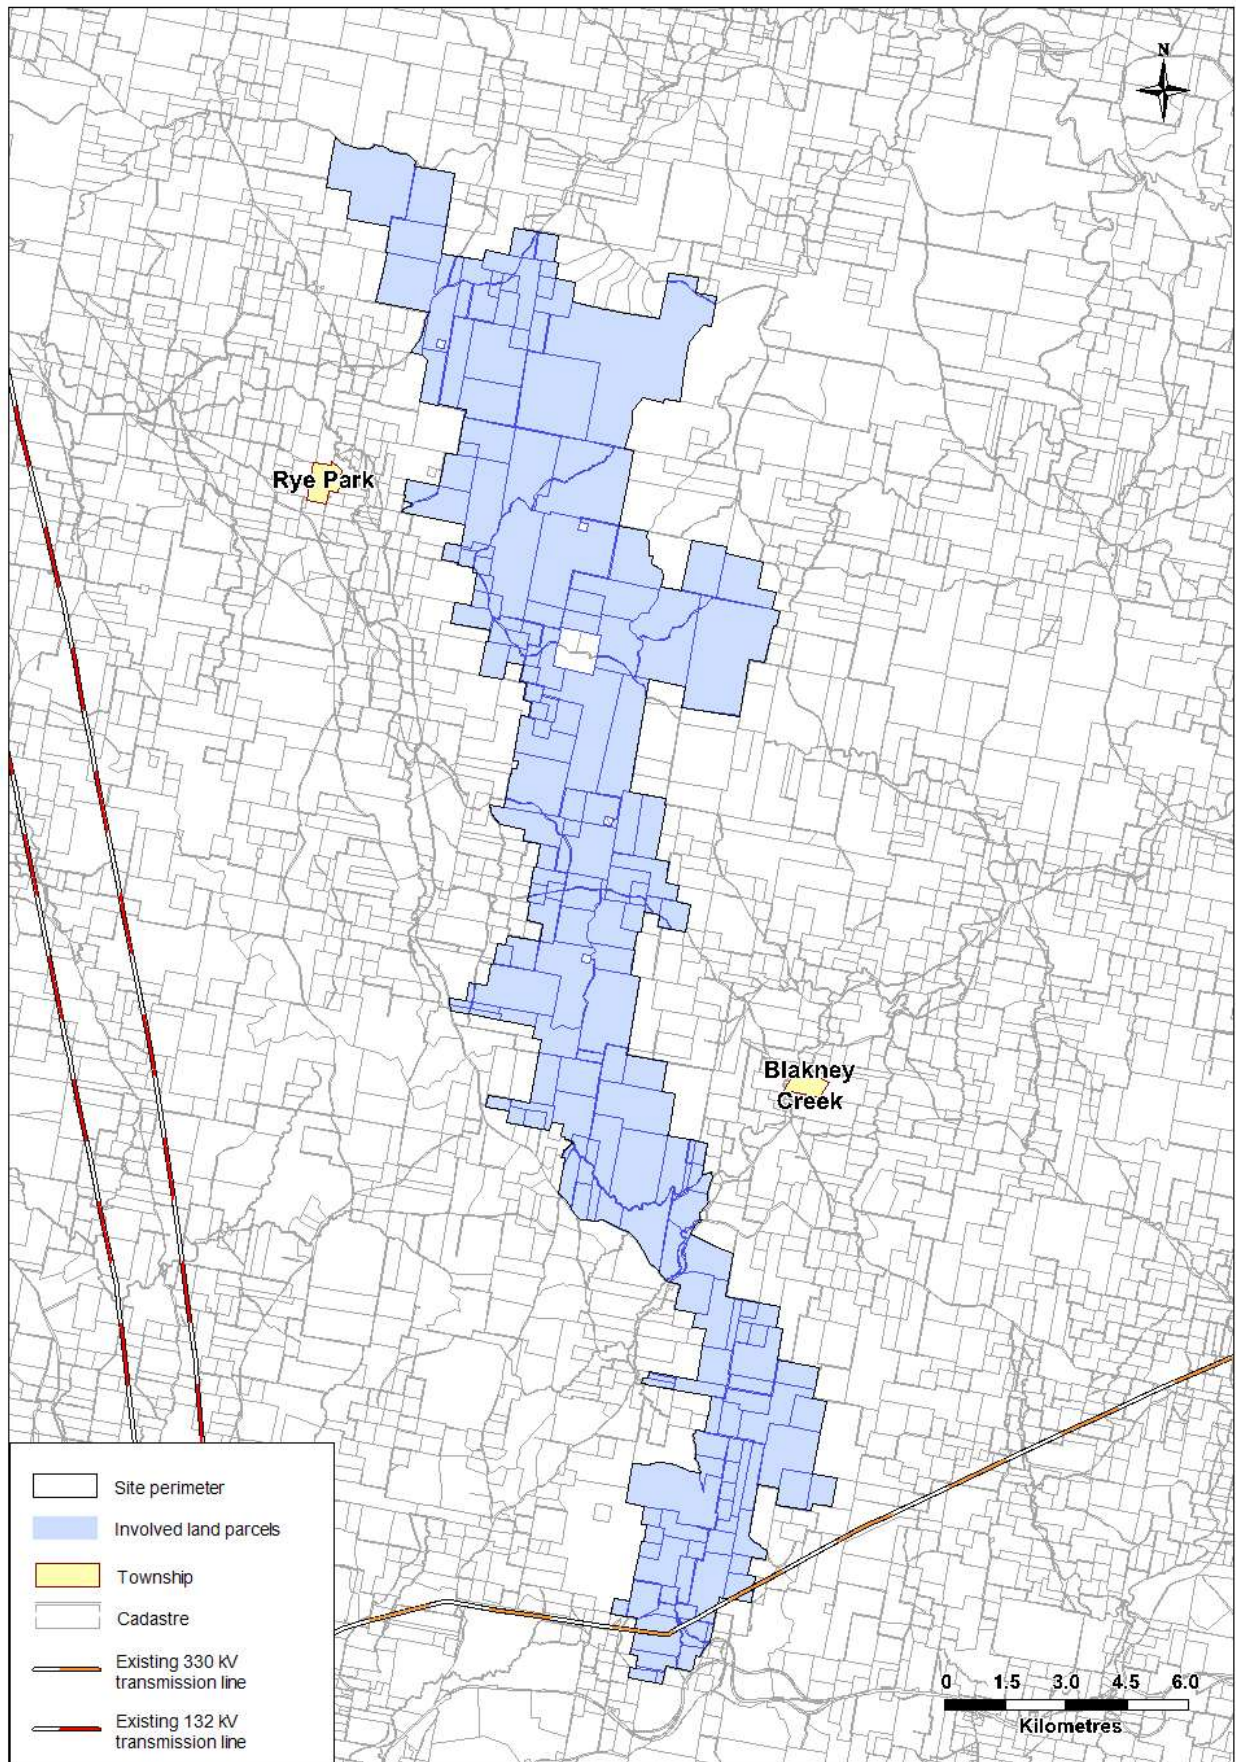 N
Rye Park
Blakney
Creek
Site perimeter
Involved land parcels
Township
Cadastre
Existing 330 kV
transmission line
Existing 132 kV
transmission line
0 1.5 3.0 4.5 6.0
Kilometres